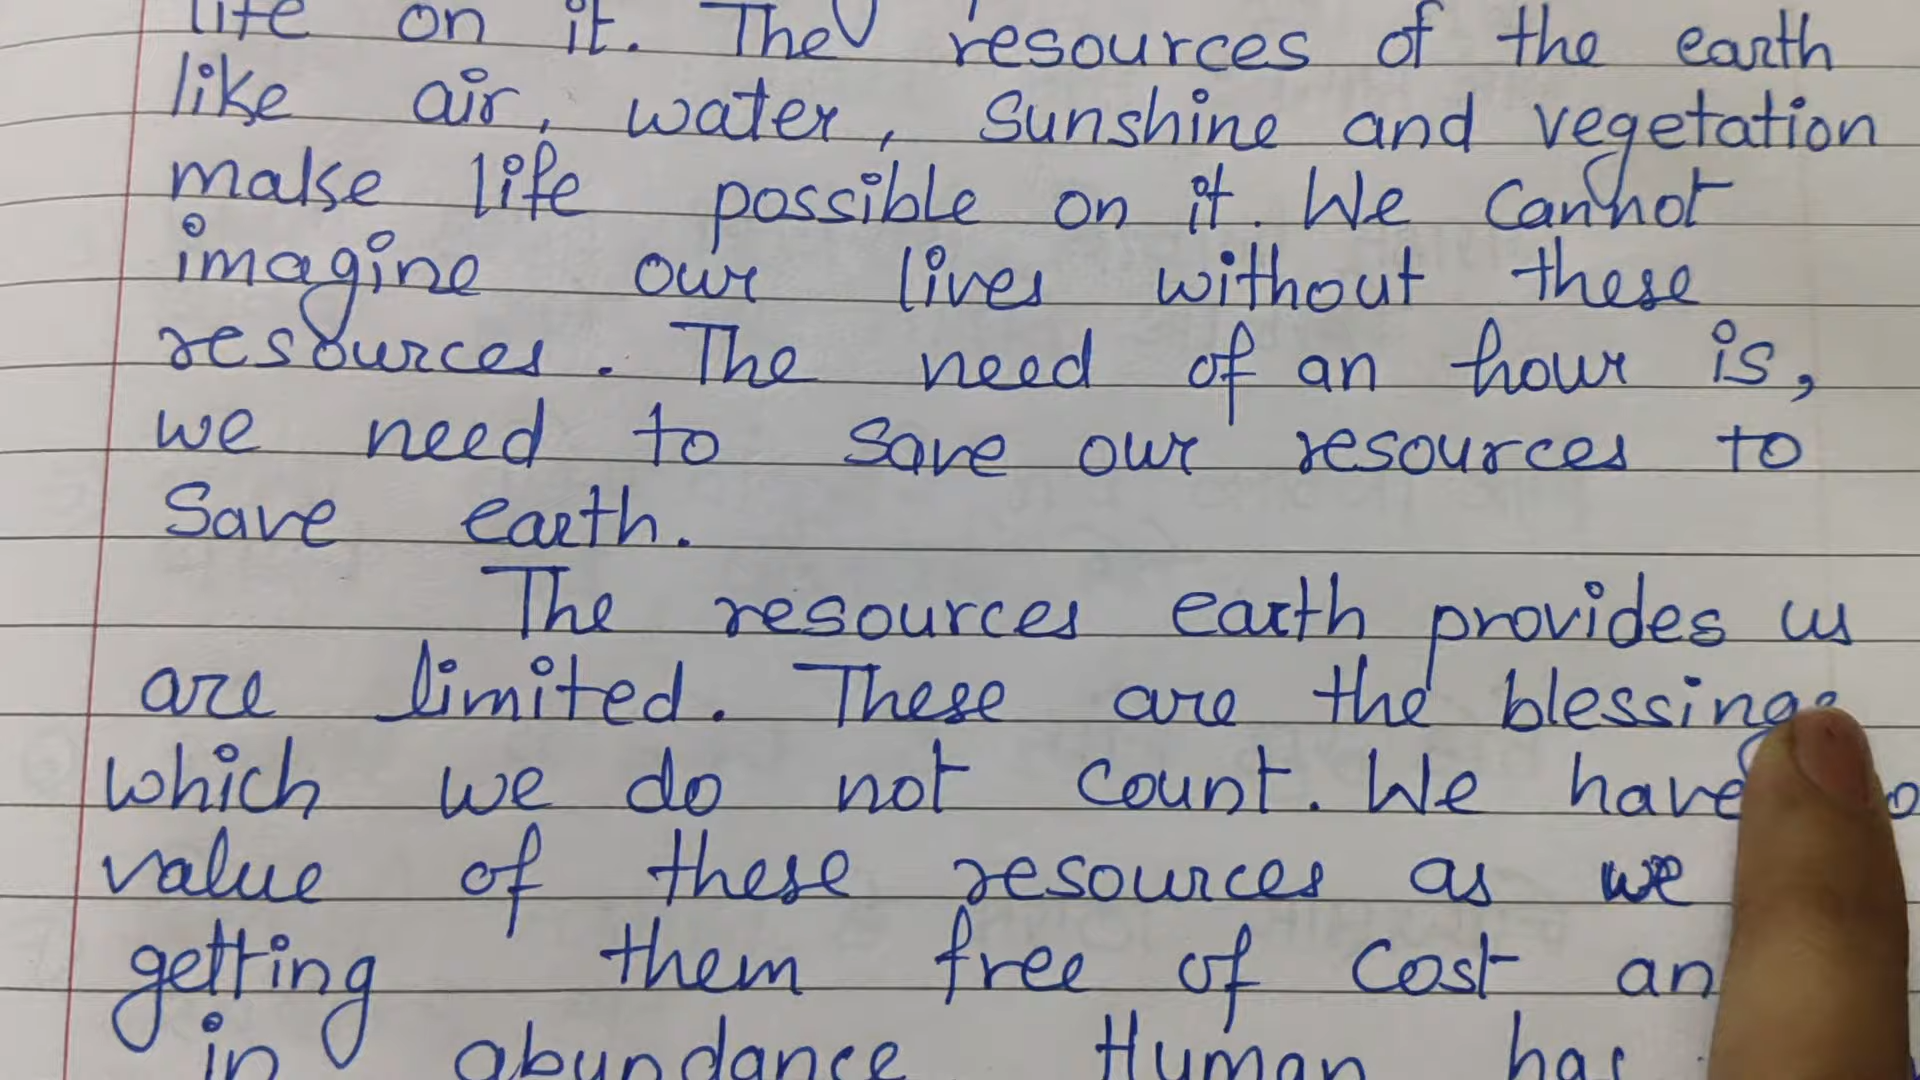 life on it. The resources of the earth
like air, water, sunshine and vegetation
make life possible on it. We cannot
imagine our lives without these
resources. The need of an hour is,
we need to save our resources to
save earth.
The resources earth provides us
are limited. These are the blessings
which we do not count. We have
value of these resources as we
getting them free of cost
in abundance Human has